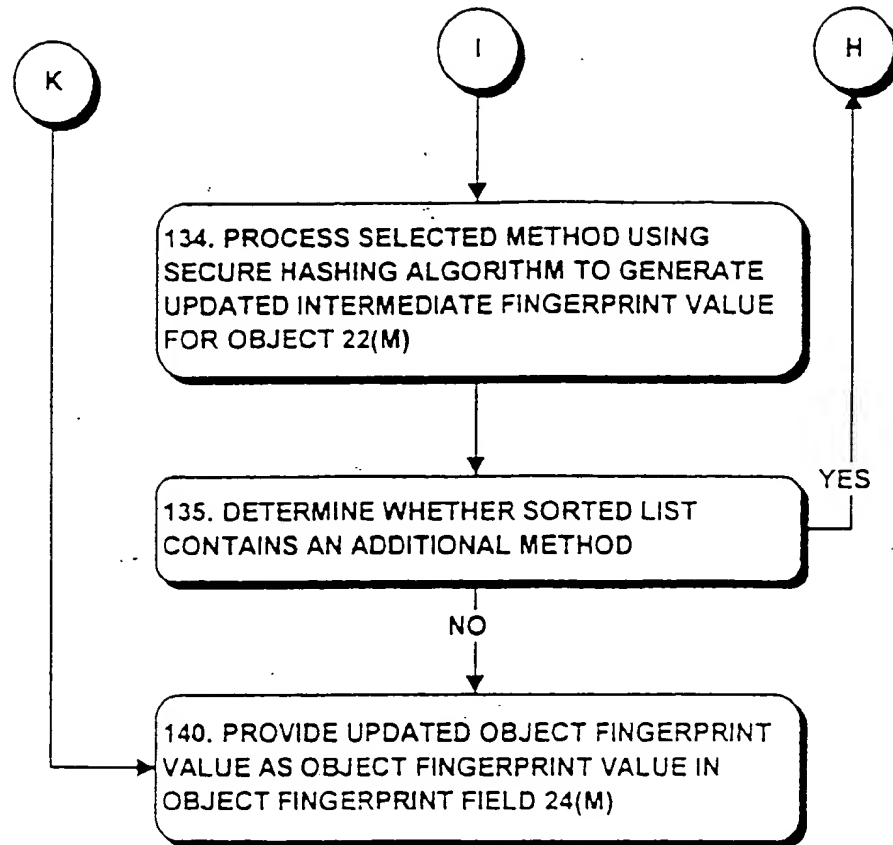 K
I
H
134. PROCESS SELECTED METHOD USING
SECURE HASHING ALGORITHM TO GENERATE
UPDATED INTERMEDIATE FINGERPRINT VALUE
FOR OBJECT 22(M)
YES
135. DETERMINE WHETHER SORTED LIST
CONTAINS AN ADDITIONAL METHOD
NO
140. PROVIDE UPDATED OBJECT FINGERPRINT
VALUE AS OBJECT FINGERPRINT VALUE IN
OBJECT FINGERPRINT FIELD 24(M)